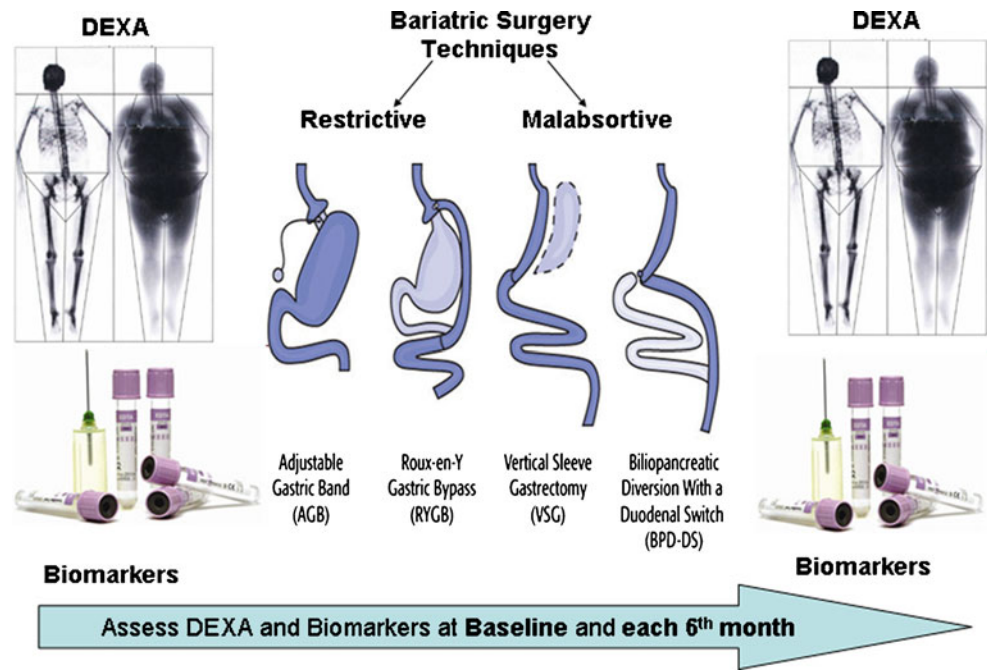 DEXA
Bariatric Surgery
Techniques
DEXA
Restrictive
Malabsortive
Adjustable
Gastric Band
(AGB)
Roux-en-Y
Gastric Bypass
(RYGB)
Vertical Sleeve
Gastrectomy
(VSG)
Biliopancreatic
Diversion With a
Duodenal Switch
(BPD-DS)
Biomarkers
Biomarkers
Assess DEXA and Biomarkers at Baseline and each 6th month